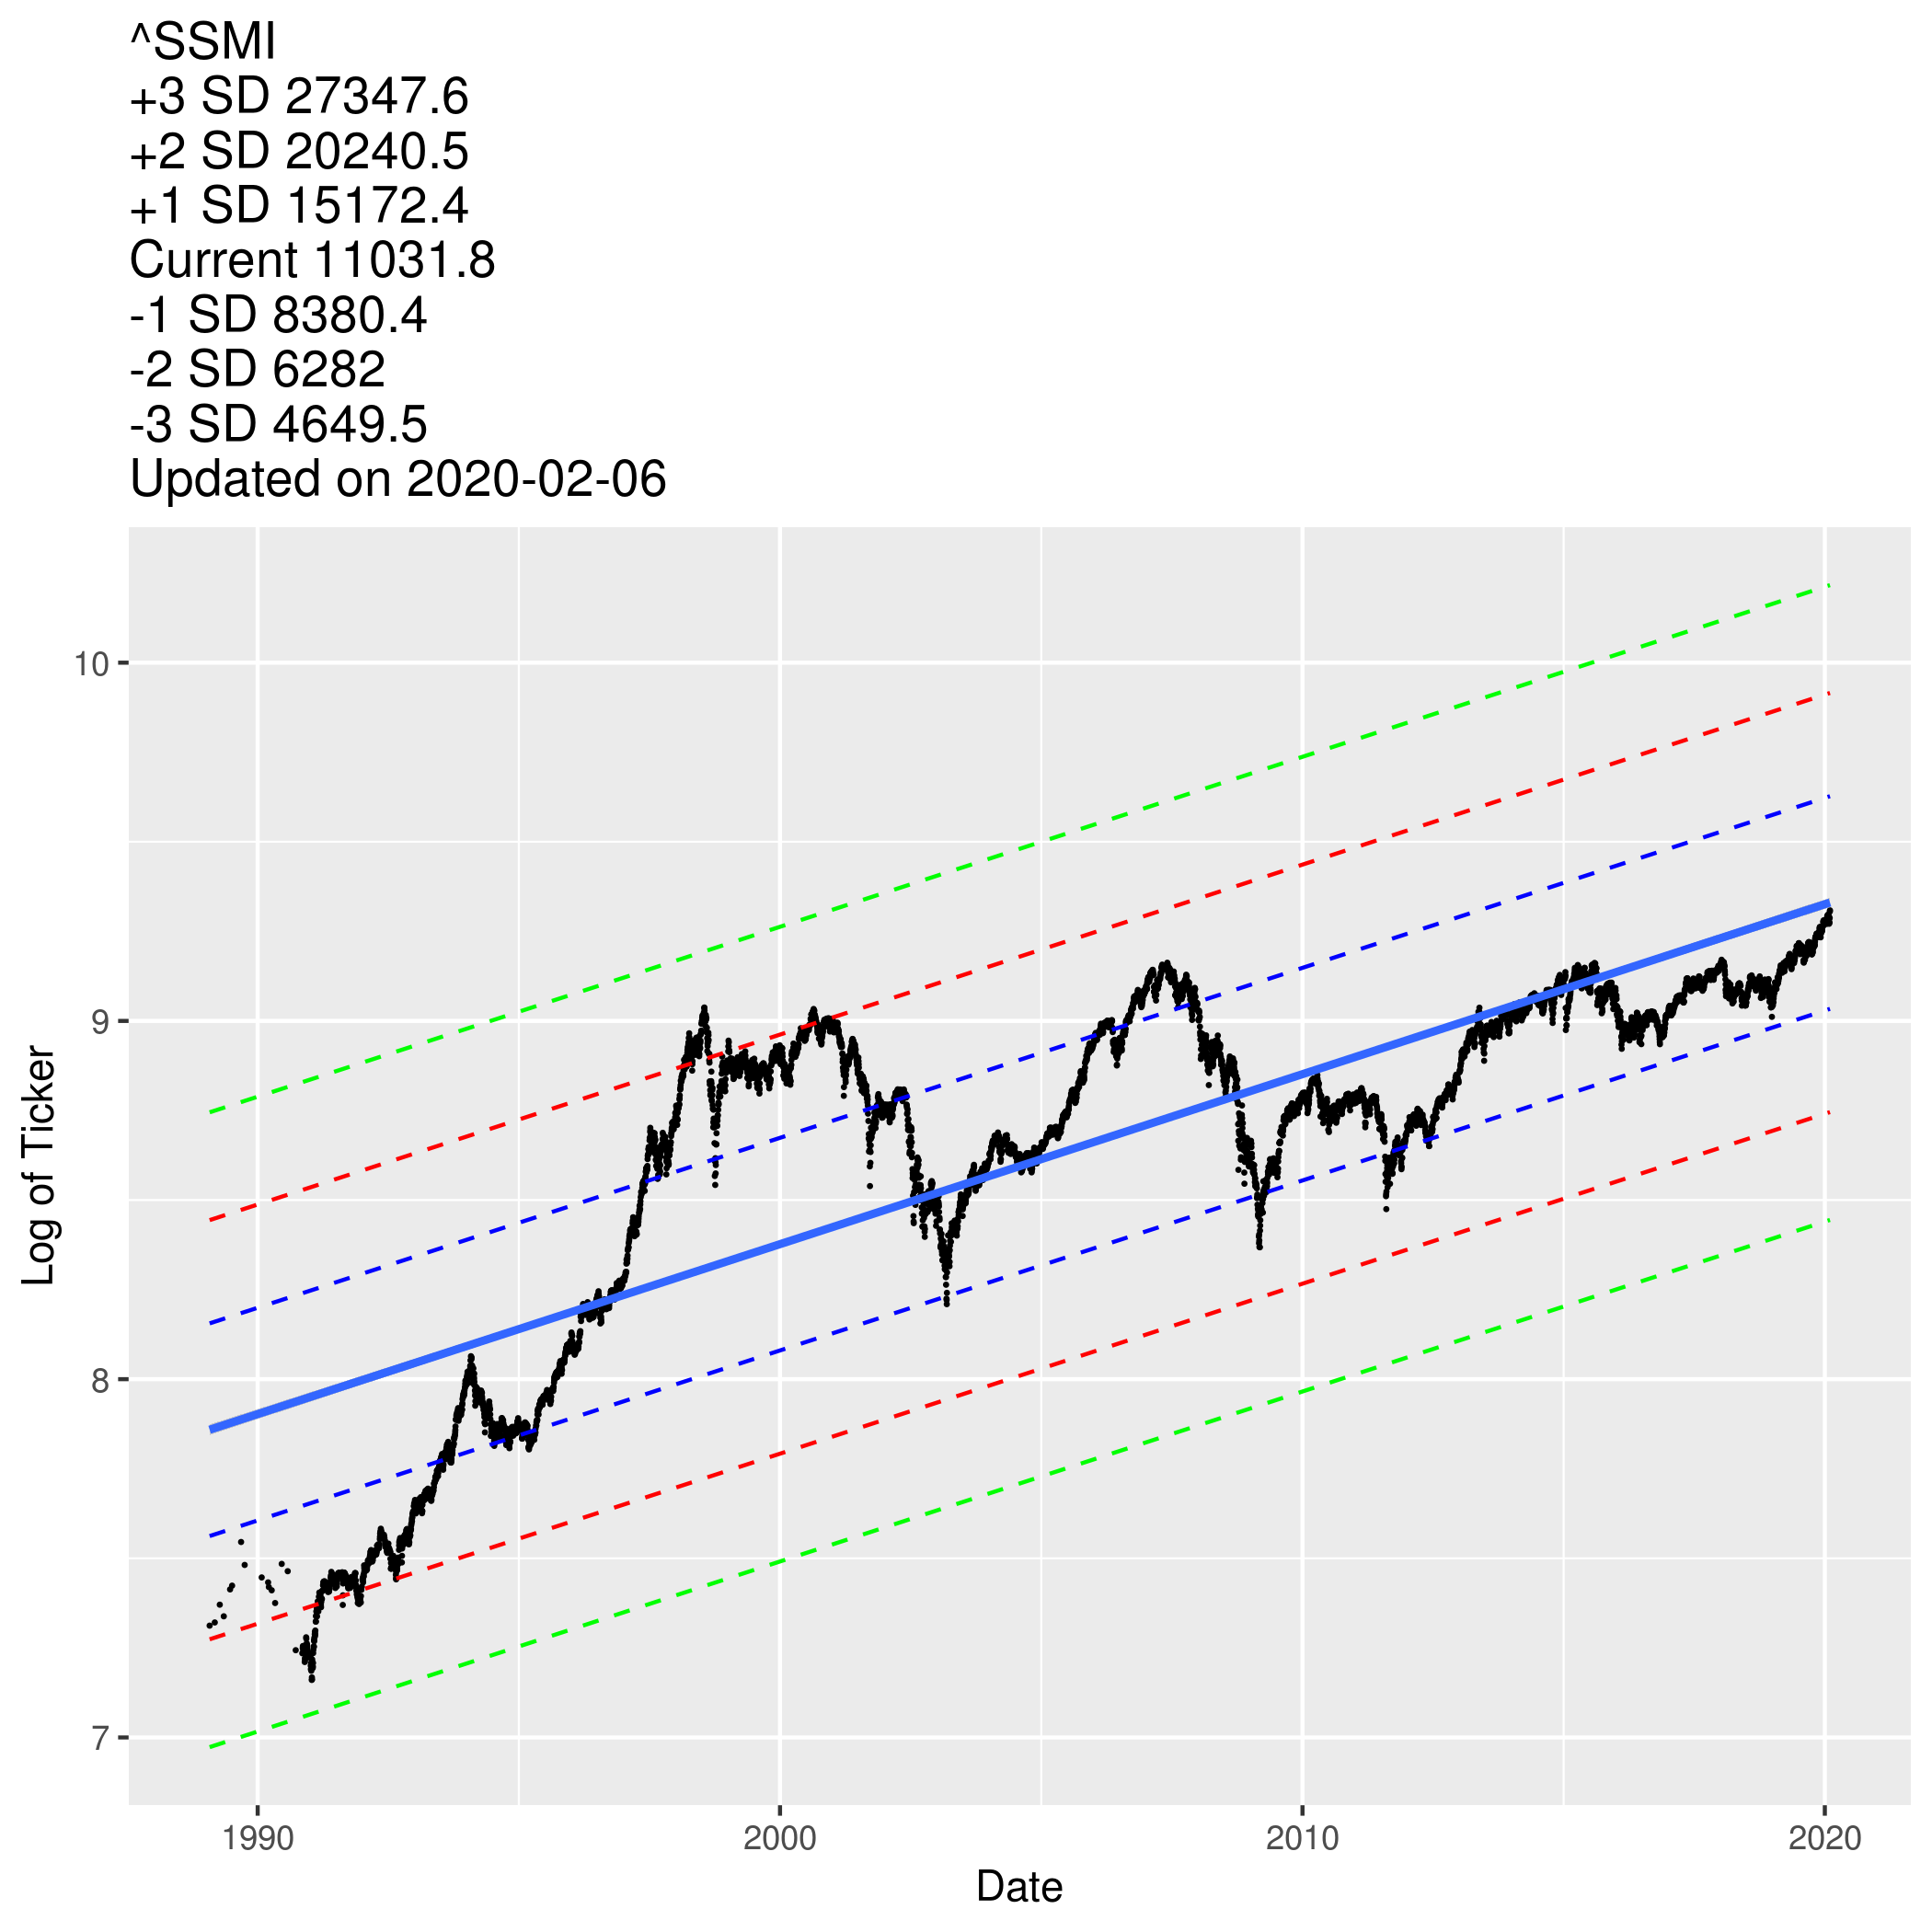 ^SSMI
+3 SD 27347.6
+2 SD 20240.5
+1 SD 15172.4
Current 11031.8
-1 SD 8380.4
-2 SD 6282
-3 SD 4649.5
Updated on 2020-02-06
10
9
8
7
Log of Ticker
1990 2000 2010 2020
Date